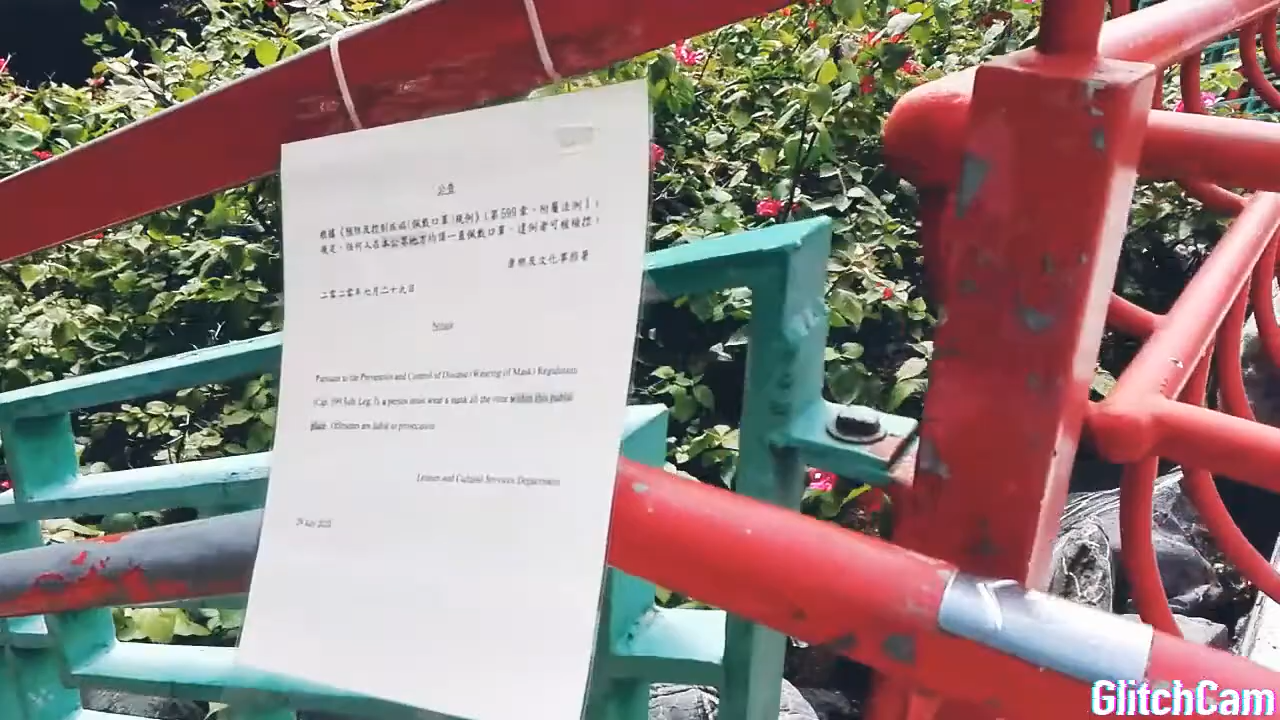 公告
根據《預防及控制疾病(佩戴口罩)規例》(第599章，附屬法例I)
規定，任何人在本公眾地方均須一直佩戴口罩，違例者可被檢控。
康樂及文化事務署
二零二零年七月二十九日
Notice
Pursuant to the Prevention and Control of Disease (Wearing of Mask) Regulation
(Cap. 599 Sub. Leg. I) a person must wear a mask all the time within this public
place. Offenders are liable to prosecution.
Leisure and Cultural Services Department
29 July 2020
GlitchCam